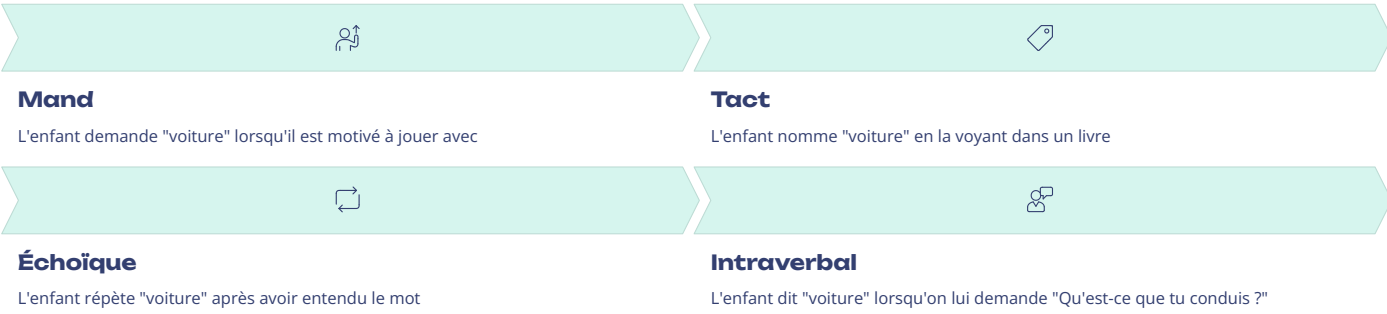 Mand
L'enfant demande "voiture" lorsqu'il est motivé à jouer avec
Tact
L'enfant nomme "voiture" en la voyant dans un livre
Échoïque
L'enfant répète "voiture" après avoir entendu le mot
Intraverbal
L'enfant dit "voiture" lorsqu'on lui demande "Qu'est-ce que tu conduis ?"